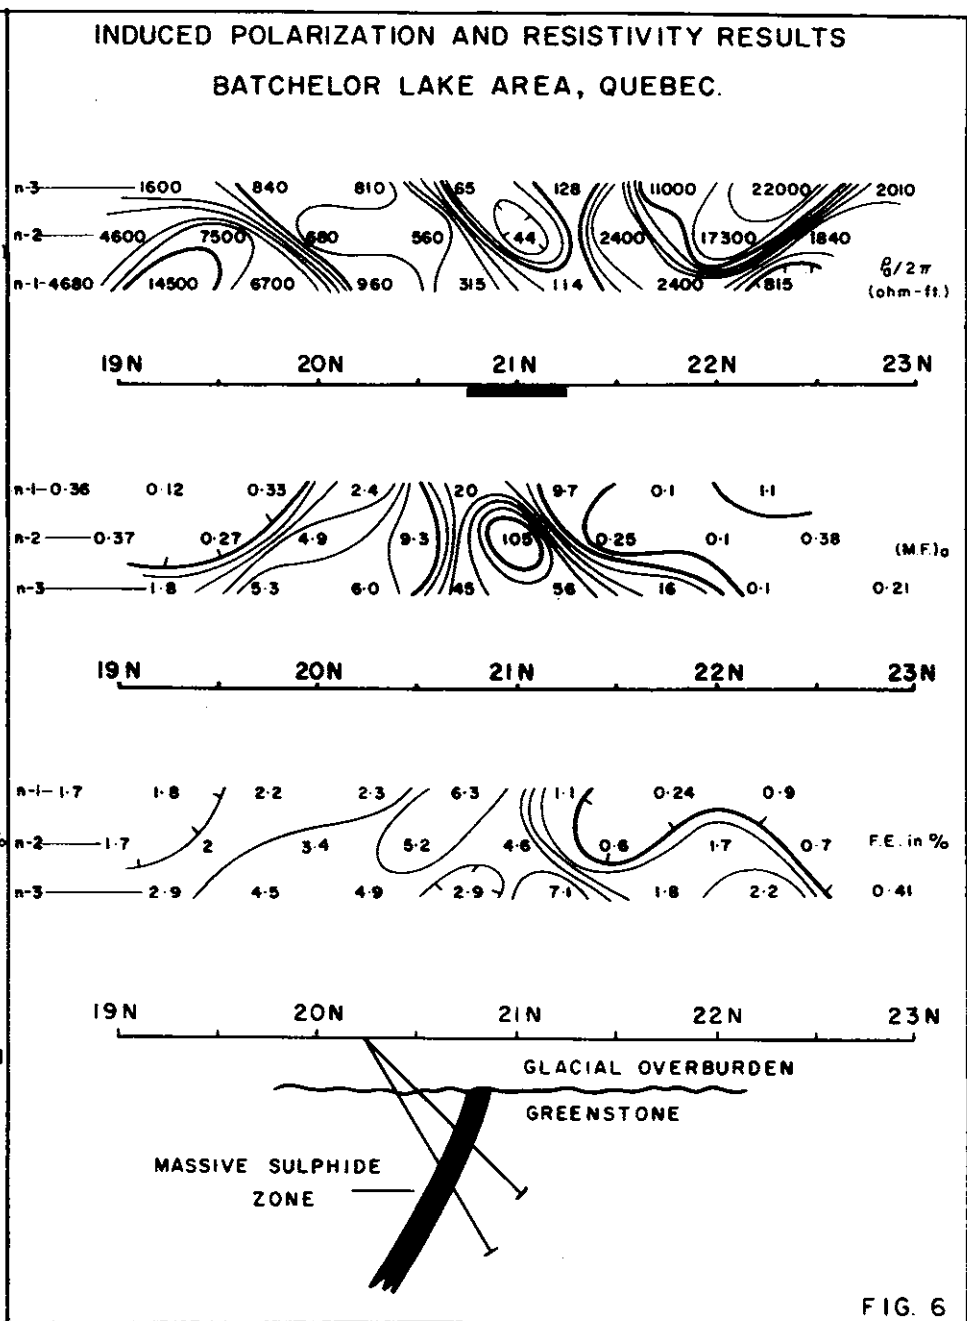 INDUCED POLARIZATION AND RESISTIVITY RESULTS
BATCHELOR LAKE AREA, QUEBEC.
n-3 1600 840 810 65 128 11000 22000 2010
n-2 4600 7500 680 560 44 2400 17300 1840
n-1-4680 14500 6700 960 315 114 2400 815
ρa/2π
(ohm-ft.)
19N 20N 21N 22N 23N
n-1-0.36 0.12 0.33 2.4 20 9.7 0.1 1.1
n-2 0.37 0.27 4.9 9.3 105 0.25 0.1 0.38 (M.F.)a
n-3 1.8 5.3 6.0 45 56 16 0.1 0.21
19N 20N 21N 22N 23N
n-1-1.7 1.8 2.2 2.3 6.3 1.1 0.24 0.9
n-2 1.7 2 3.4 5.2 4.6 0.6 1.7 0.7 F.E. in %
n-3 2.9 4.5 4.9 2.9 7.1 1.8 2.2 0.41
19N 20N 21N 22N 23N
GLACIAL OVERBURDEN
GREENSTONE
MASSIVE SULPHIDE
ZONE
FIG. 6